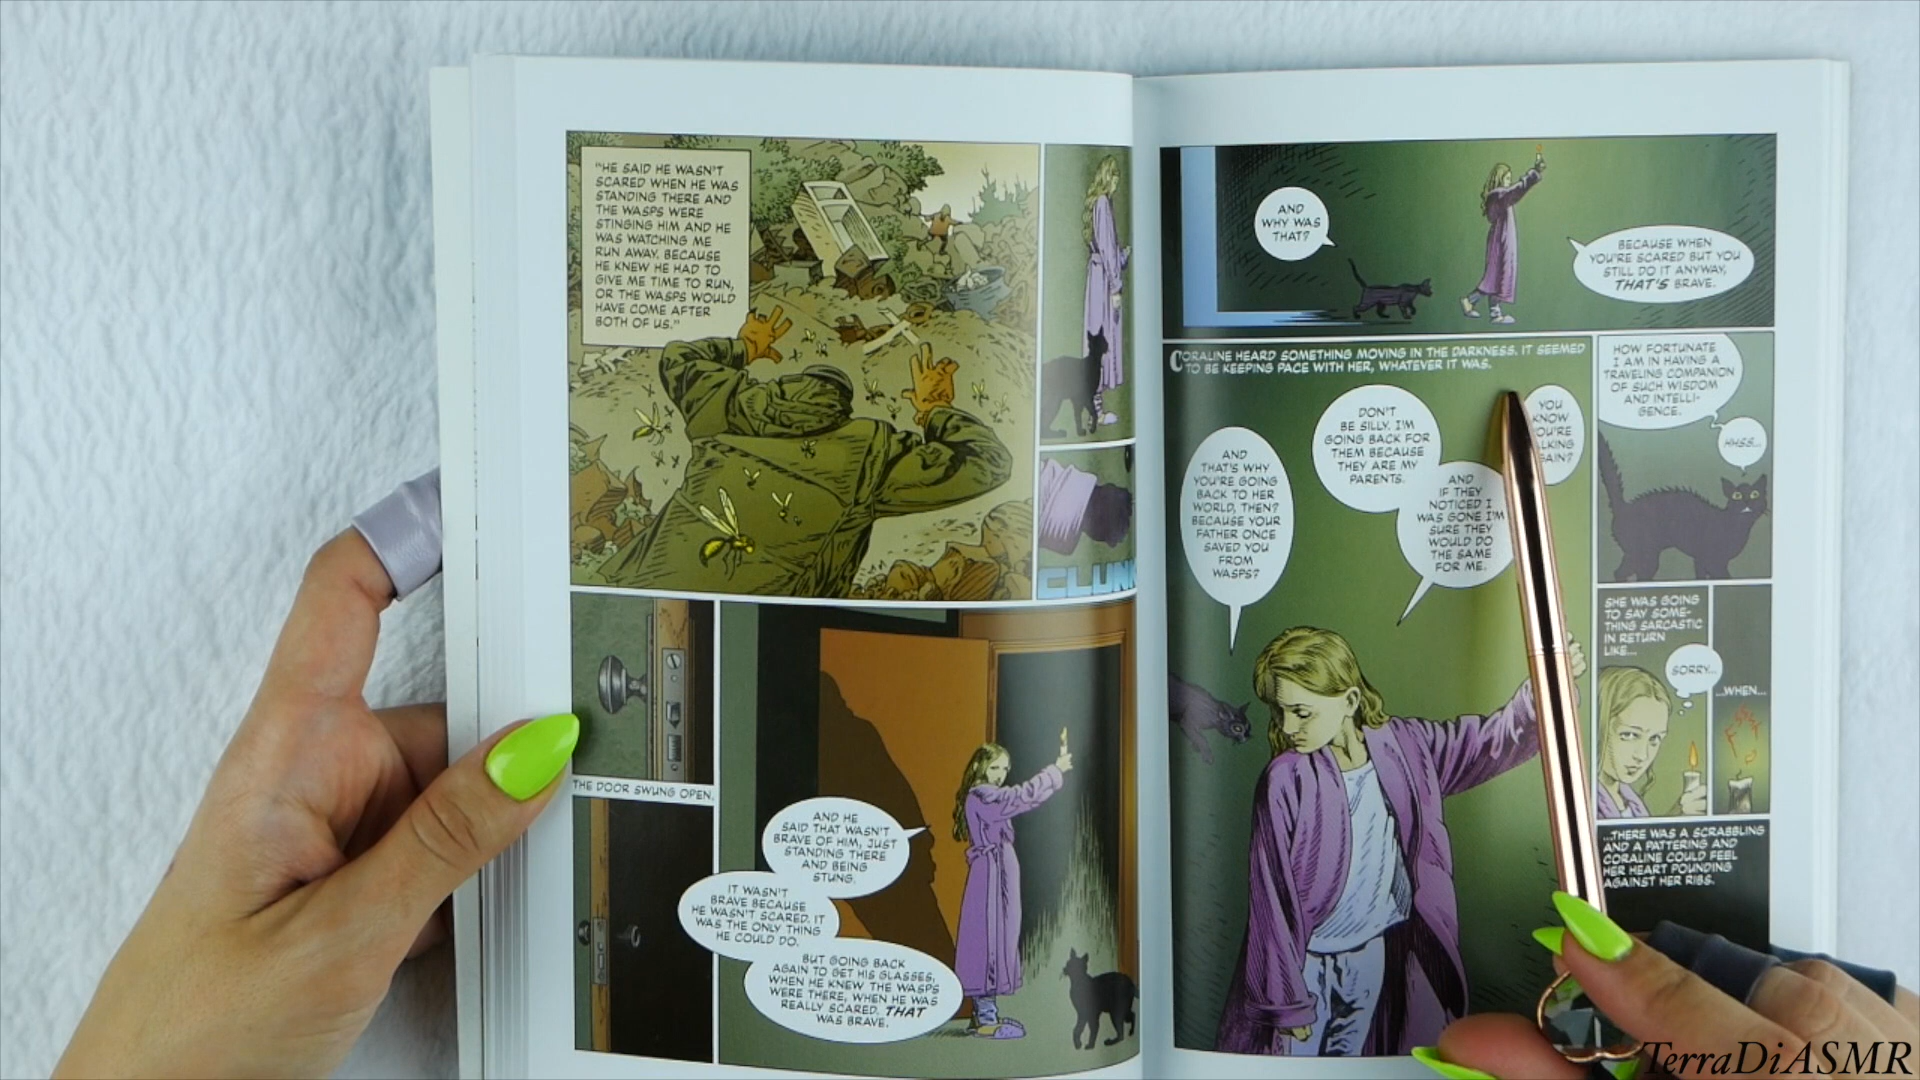 "HE SAID HE WASN'T
SCARED WHEN HE WAS
STANDING THERE AND
THE WASPS WERE
STINGING HIM AND HE
WAS WATCHING ME
RUN AWAY. BECAUSE
HE KNEW HE HAD TO
GIVE ME TIME TO RUN,
OR THE WASPS WOULD
HAVE COME AFTER
BOTH OF US."
CLUNK
THE DOOR SWUNG OPEN.
AND HE
SAID THAT WASN'T
BRAVE OF HIM, JUST
STANDING THERE
AND BEING
STUNG.
IT WASN'T
BRAVE BECAUSE
HE WASN'T SCARED. IT
WAS THE ONLY THING
HE COULD DO.
BUT GOING BACK
AGAIN TO GET HIS GLASSES,
WHEN HE KNEW THE WASPS
WERE THERE, WHEN HE WAS
REALLY SCARED. THAT
WAS BRAVE.
AND
WHY WAS
THAT?
BECAUSE WHEN
YOU'RE SCARED BUT YOU
STILL DO IT ANYWAY,
THAT'S BRAVE.
CORALINE HEARD SOMETHING MOVING IN THE DARKNESS. IT SEEMED
TO BE KEEPING PACE WITH HER, WHATEVER IT WAS.
AND
THAT'S WHY
YOU'RE GOING
BACK TO HER
WORLD, THEN?
BECAUSE YOUR
FATHER ONCE
SAVED YOU
FROM
WASPS?
DON'T
BE SILLY. I'M
GOING BACK FOR
THEM BECAUSE
THEY ARE MY
PARENTS.
AND
IF THEY
NOTICED I
WAS GONE I'M
SURE THEY
WOULD DO
THE SAME
FOR ME.
YOU
KNOW
HOW FORTUNATE
I AM IN HAVING A
TRAVELING COMPANION
OF SUCH WISDOM
AND INTELLI-
GENCE.
HHSS...
SHE WAS GOING
TO SAY SOME-
THING SARCASTIC
IN RETURN
LIKE...
SORRY...
...WHEN...
...THERE WAS A SCRABBLING
AND A PATTERING AND
CORALINE COULD FEEL
HER HEART POUNDING
AGAINST HER RIBS.
TerraDiASMR